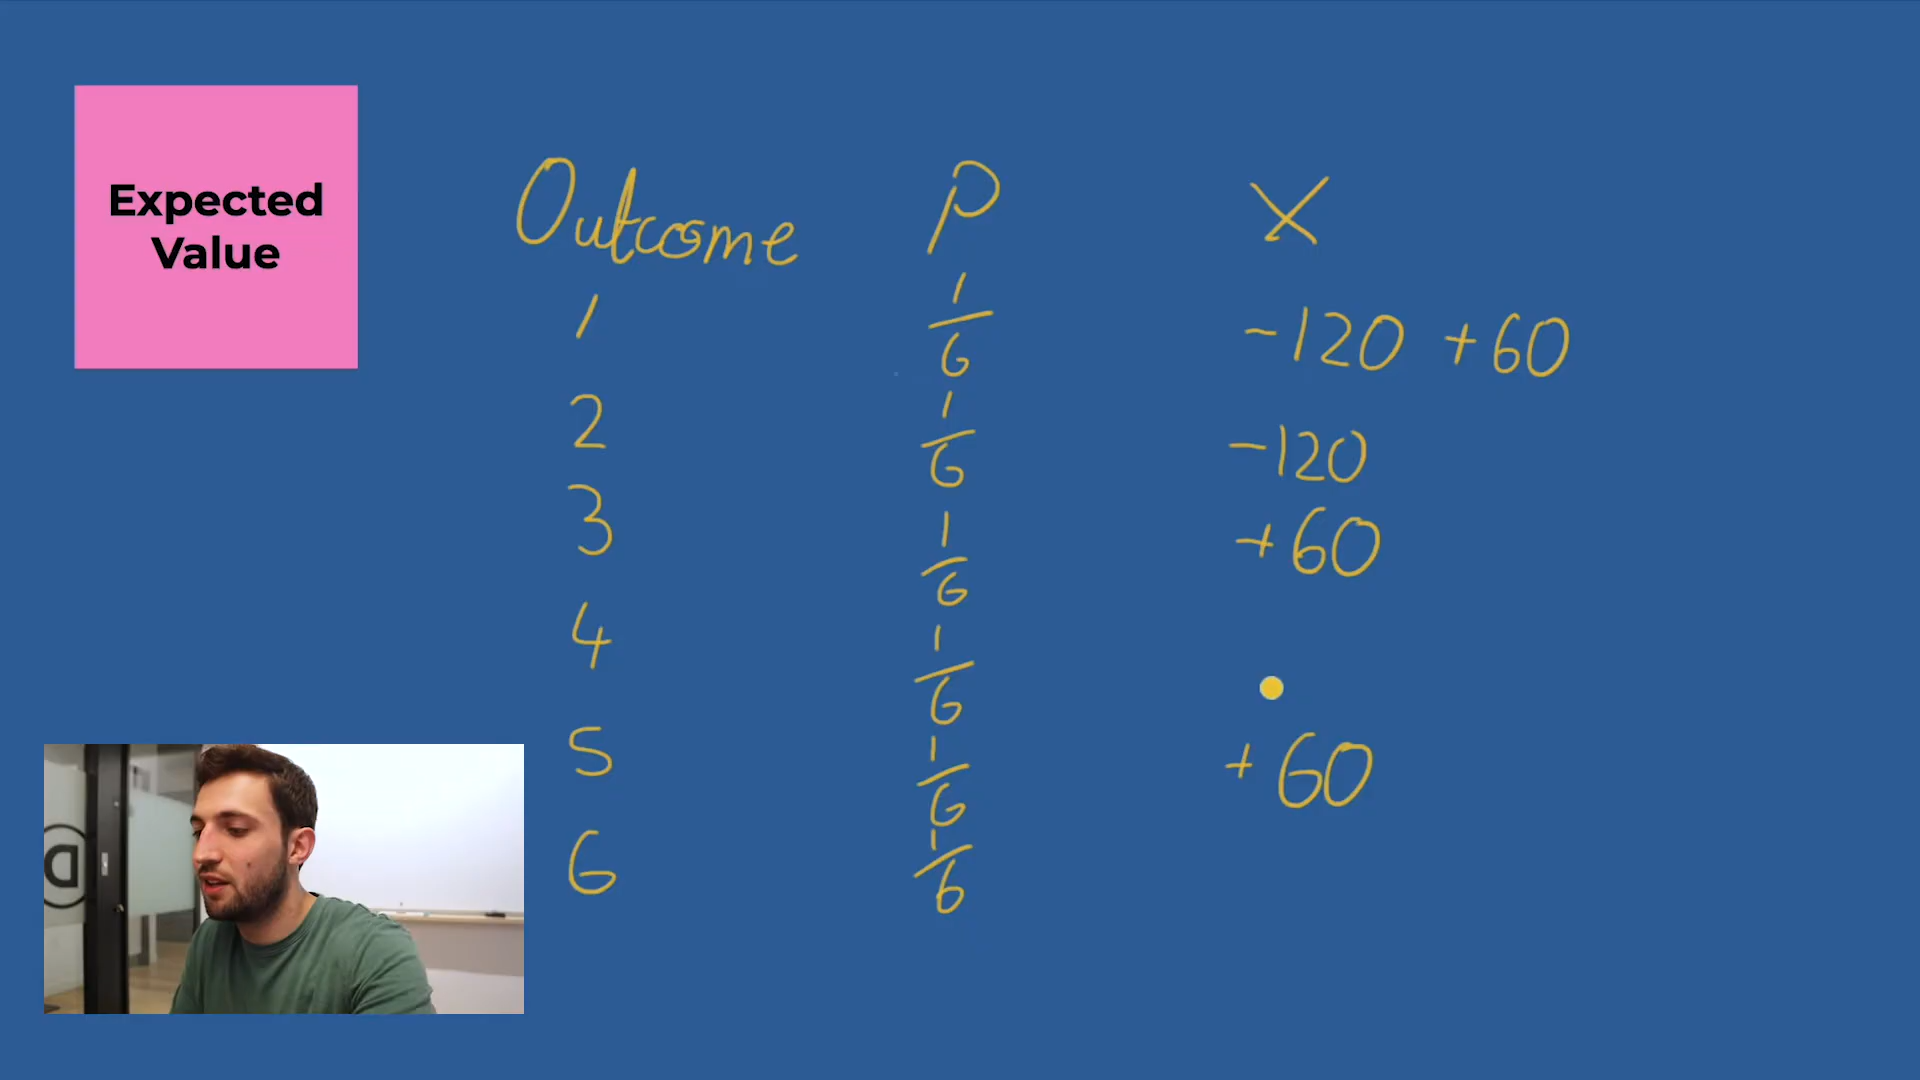 Expected
Value
Outcome P X
1 1/6 -120 +60
2 1/6 -120
3 1/6 +60
4 1/6
5 1/6 +60
6 1/6
D